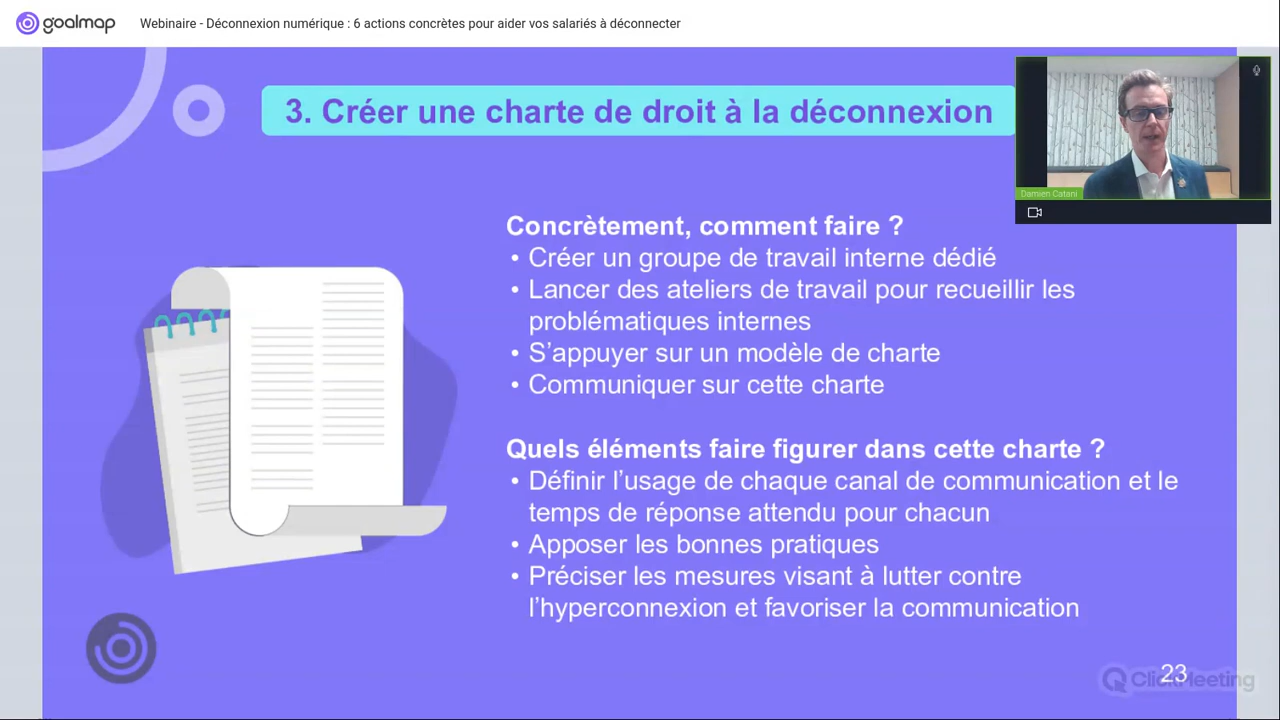 goalmap
Webinaire - Déconnexion numérique : 6 actions concrètes pour aider vos salariés à déconnecter
3. Créer une charte de droit à la déconnexion
Damien Catani
Concrètement, comment faire ?
• Créer un groupe de travail interne dédié
• Lancer des ateliers de travail pour recueillir les
problématiques internes
• S’appuyer sur un modèle de charte
• Communiquer sur cette charte
Quels éléments faire figurer dans cette charte ?
• Définir l’usage de chaque canal de communication et le
temps de réponse attendu pour chacun
• Apposer les bonnes pratiques
• Préciser les mesures visant à lutter contre
l’hyperconnexion et favoriser la communication
23
ClickMeeting